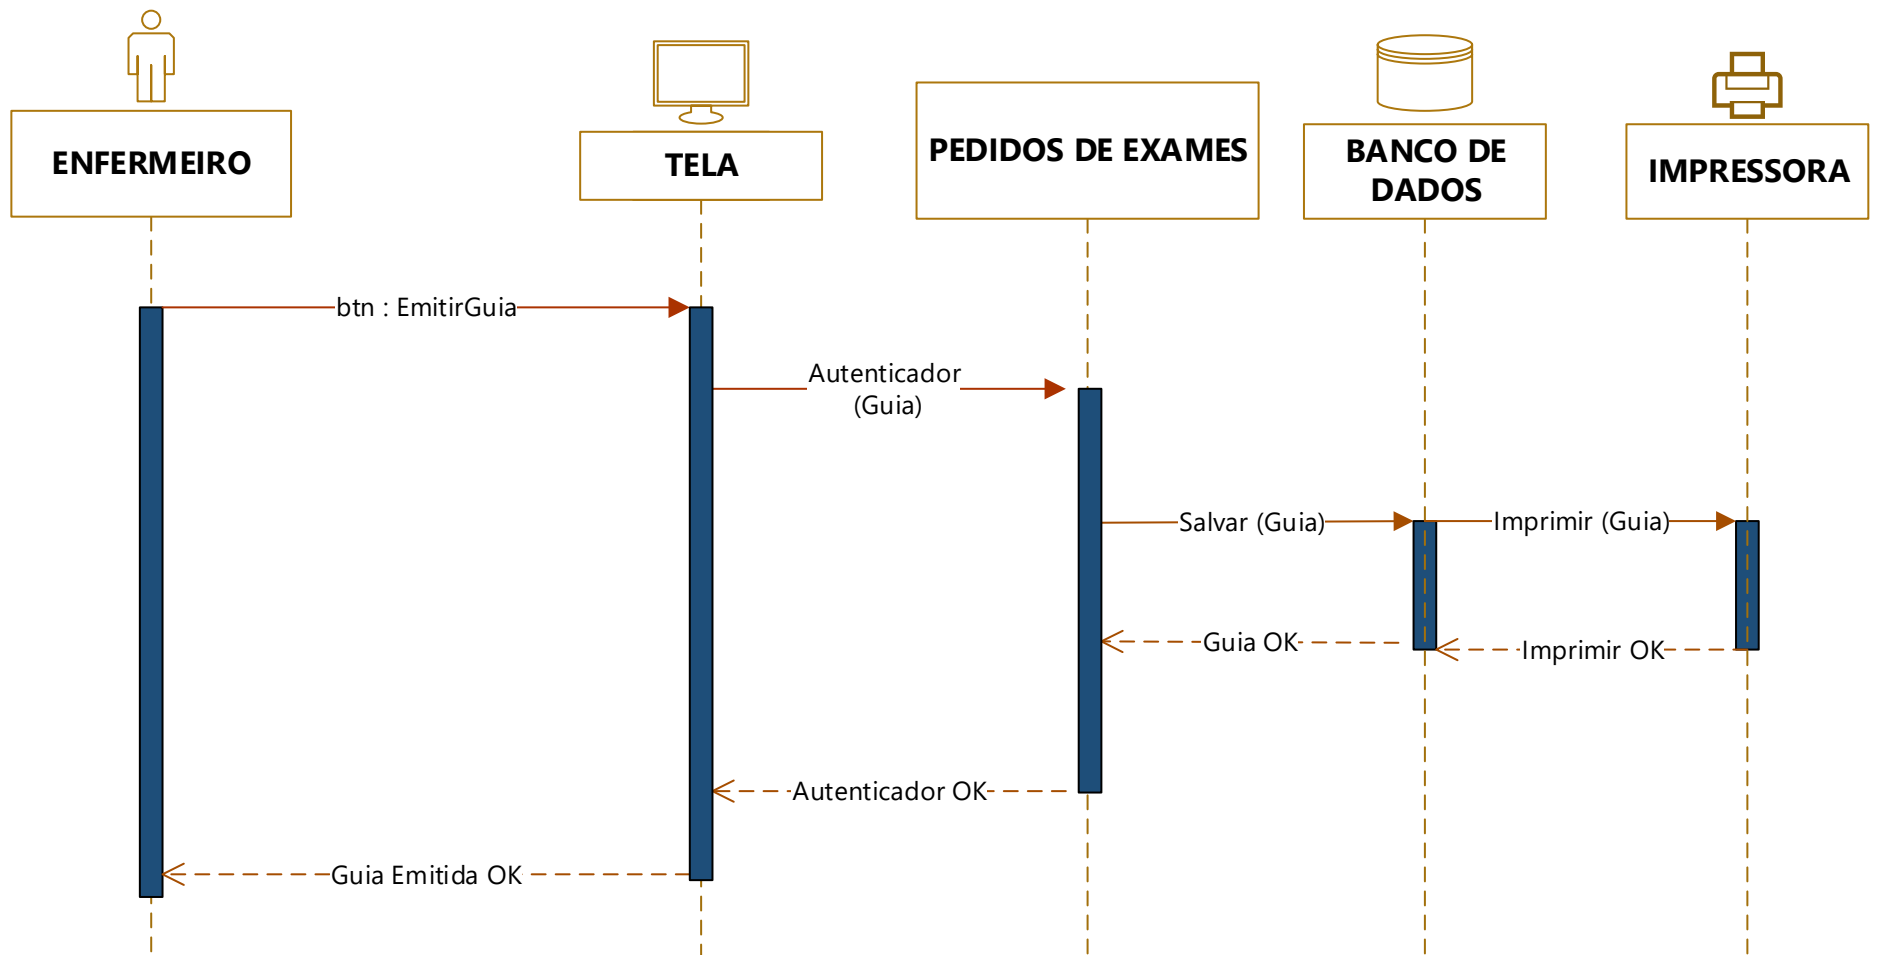 ENFERMEIRO
TELA
PEDIDOS DE EXAMES
BANCO DE
DADOS
IMPRESSORA
btn : EmitirGuia
Autenticador
(Guia)
Salvar (Guia)
Imprimir (Guia)
Guia OK
Imprimir OK
Autenticador OK
Guia Emitida OK